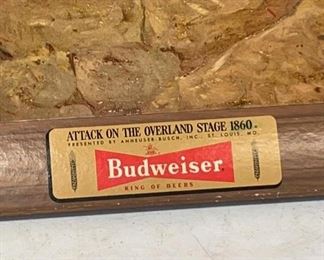 ATTACK ON THE OVERLAND STAGE 1860
PRESENTED BY ANHEUSER-BUSCH, INC., ST. LOUIS, MO.
Budweiser
KING OF BEERS